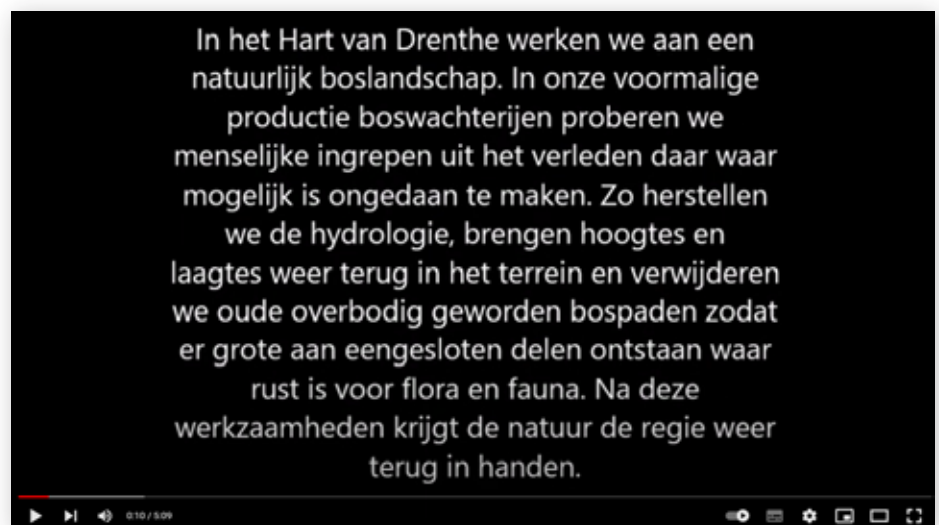 In het Hart van Drenthe werken we aan een
natuurlijk boslandschap. In onze voormalige
productie boswachterijen proberen we
menselijke ingrepen uit het verleden daar waar
mogelijk is ongedaan te maken. Zo herstellen
we de hydrologie, brengen hoogtes en
laagtes weer terug in het terrein en verwijderen
we oude overbodig geworden bospaden zodat
er grote aan eengesloten delen ontstaan waar
rust is voor flora en fauna. Na deze
werkzaamheden krijgt de natuur de regie weer
terug in handen.
0:10 / 5:09